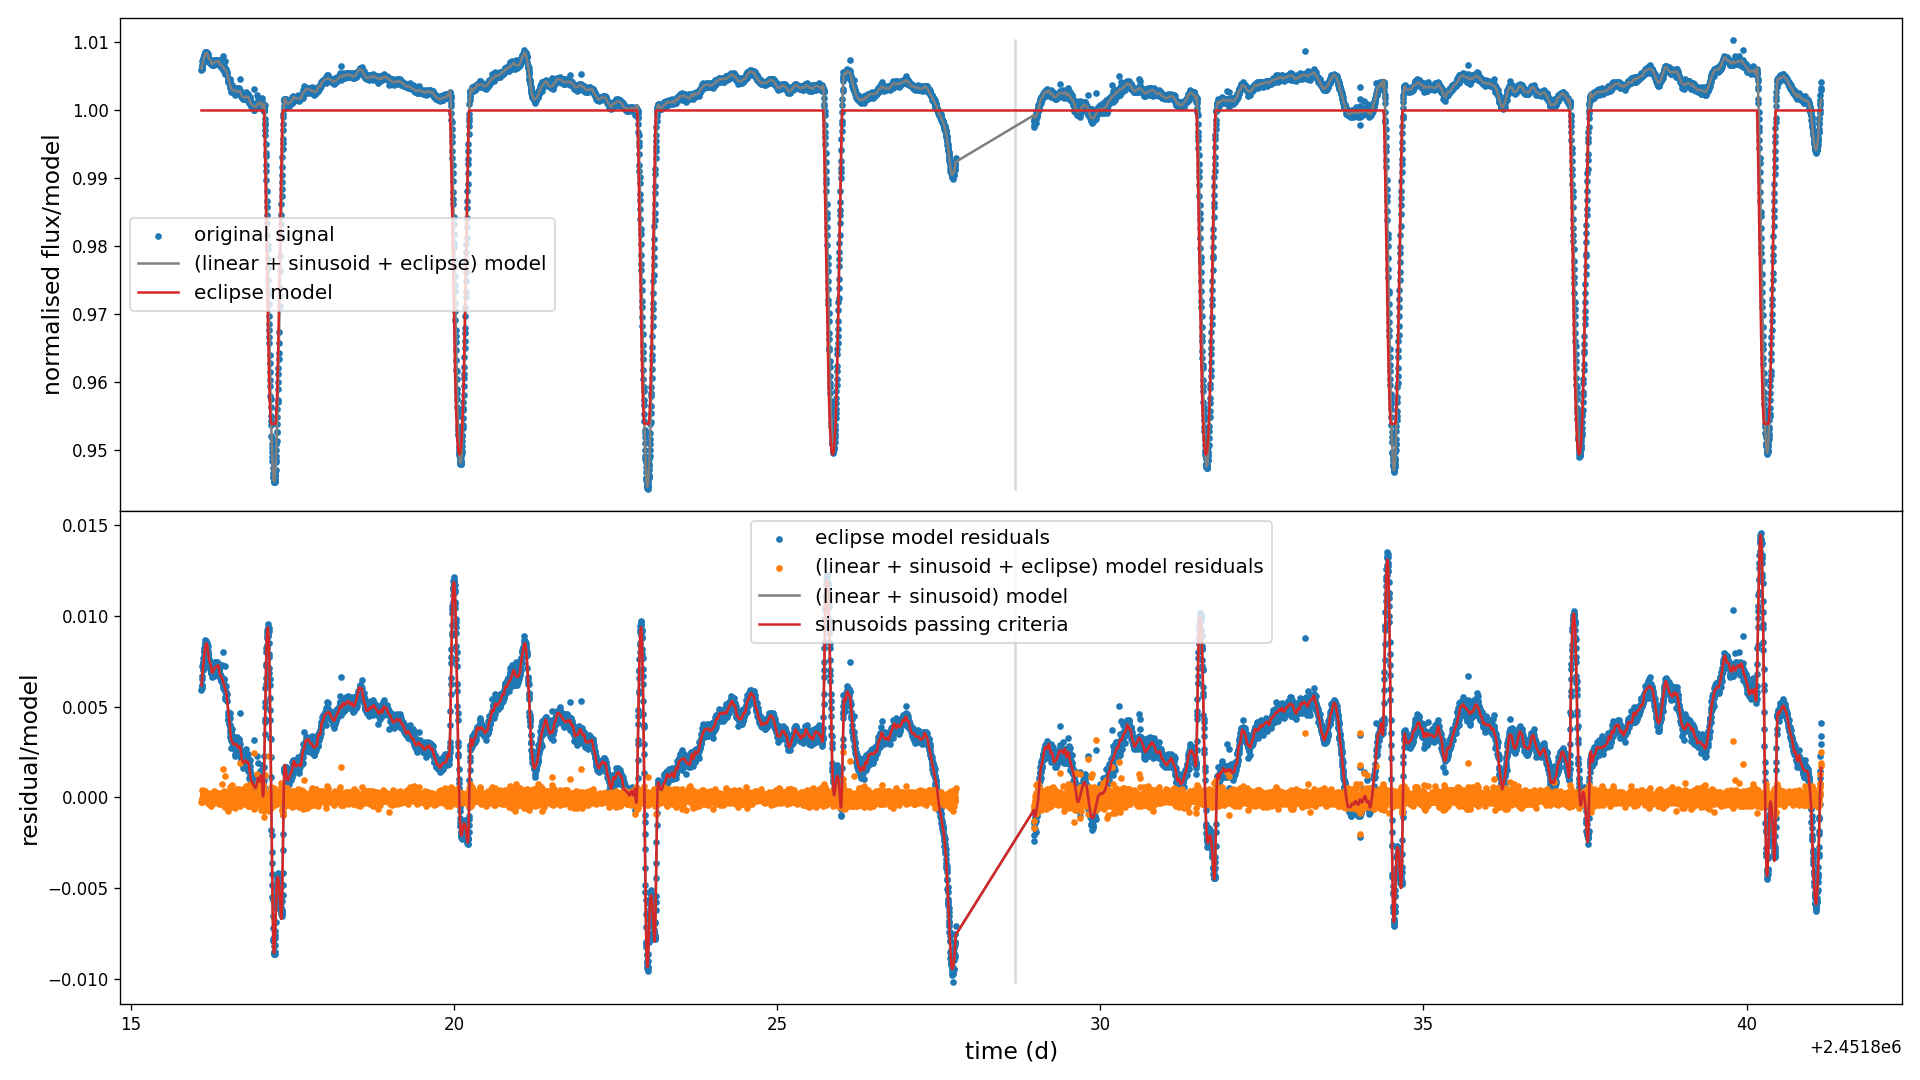 normalised flux/model
1.01
1.00
0.99
0.98
0.97
0.96
0.95
original signal
(linear + sinusoid + eclipse) model
eclipse model
residual/model
0.015
0.010
0.005
0.000
−0.005
−0.010
eclipse model residuals
(linear + sinusoid + eclipse) model residuals
(linear + sinusoid) model
sinusoids passing criteria
15
20
25
30
35
40
time (d)
+2.4518e6